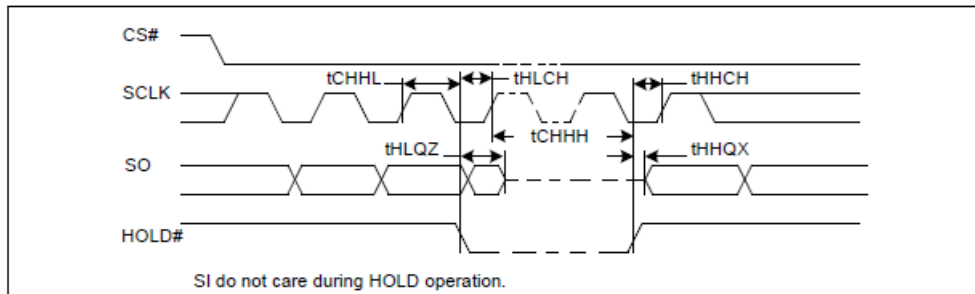 CS#
tCHHL
tHLCH
tHHCH
SCLK
tCHHH
tHLQZ
tHHQX
SO
HOLD#
SI do not care during HOLD operation.